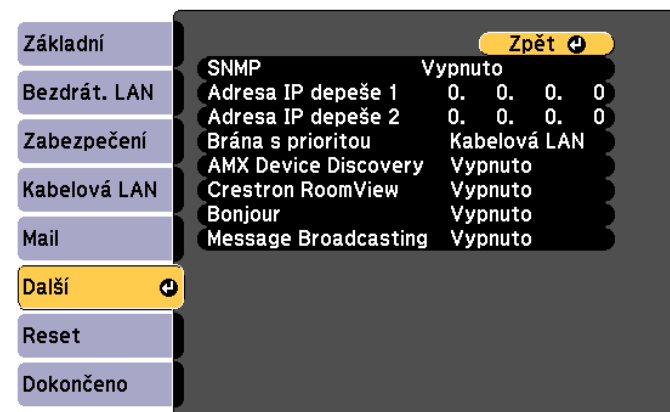 Základní
Bezdrát. LAN
Zabezpečení
Kabelová LAN
Mail
Další
Reset
Dokončeno
Zpět
SNMP Vypnuto
Adresa IP depeše 1 0. 0. 0. 0
Adresa IP depeše 2 0. 0. 0. 0
Brána s prioritou Kabelová LAN
AMX Device Discovery Vypnuto
Crestron RoomView Vypnuto
Bonjour Vypnuto
Message Broadcasting Vypnuto